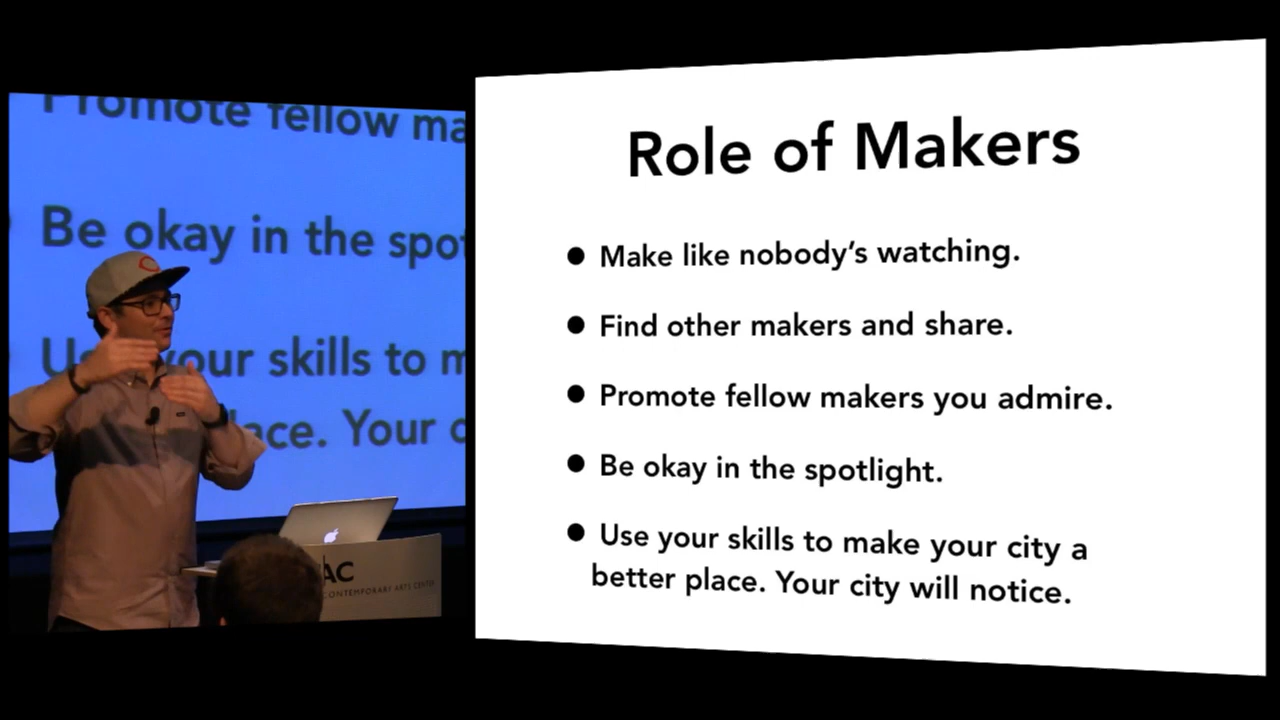 Promote fellow ma
Be okay in the spot
Use your skills to m
lace. Your c
AC
CONTEMPORARY ARTS CENTER
Role of Makers
● Make like nobody’s watching.
● Find other makers and share.
● Promote fellow makers you admire.
● Be okay in the spotlight.
● Use your skills to make your city a
better place. Your city will notice.